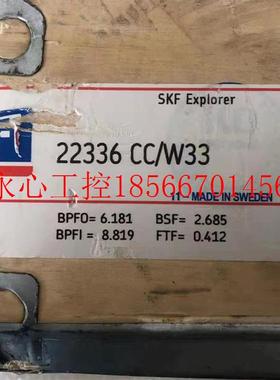 SKF Explorer
22336 CC/W33
永心工控18566701456
11 MADE IN SWEDEN
BPFO= 6.181 BSF= 2.685
BPFI= 8.819 FTF= 0.412